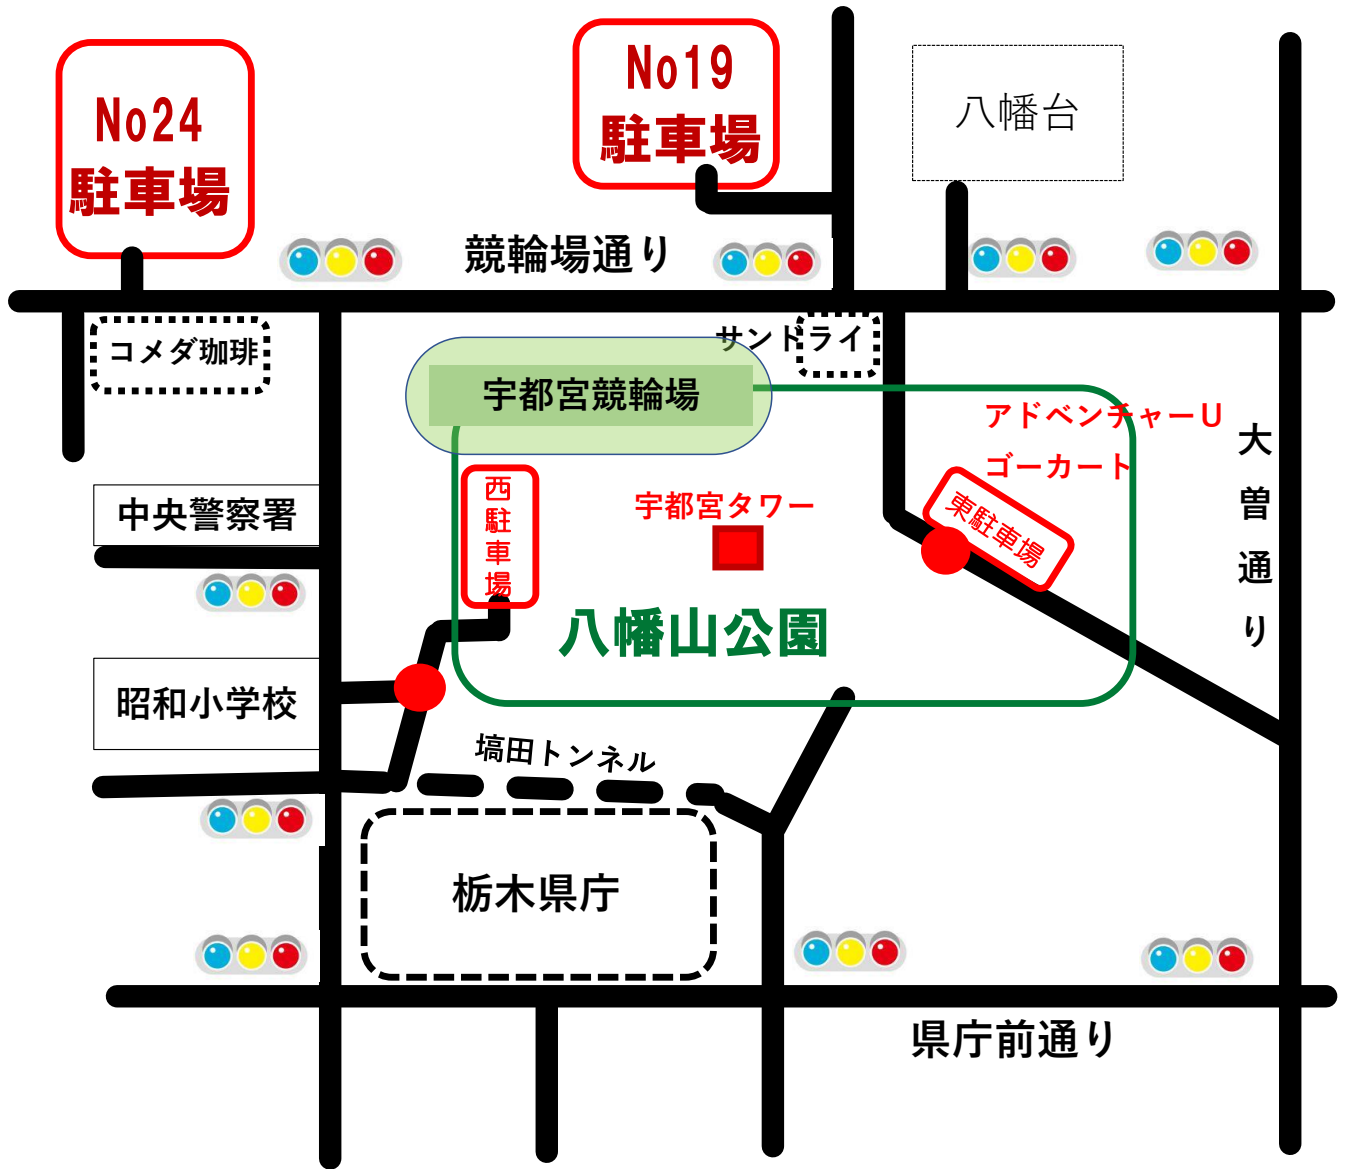 No24
駐車場
No19
駐車場
八幡台
競輪場通り
コメダ珈琲
サンドライ
宇都宮競輪場
アドベンチャーU
ゴーカート
大曽通り
中央警察署
西駐車場
宇都宮タワー
東駐車場
八幡山公園
昭和小学校
塙田トンネル
栃木県庁
県庁前通り